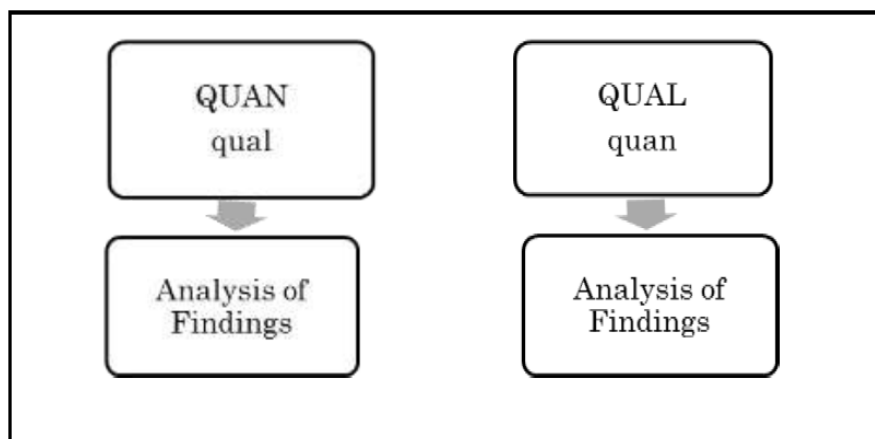 QUAN
qual
Analysis of
Findings
QUAL
quan
Analysis of
Findings